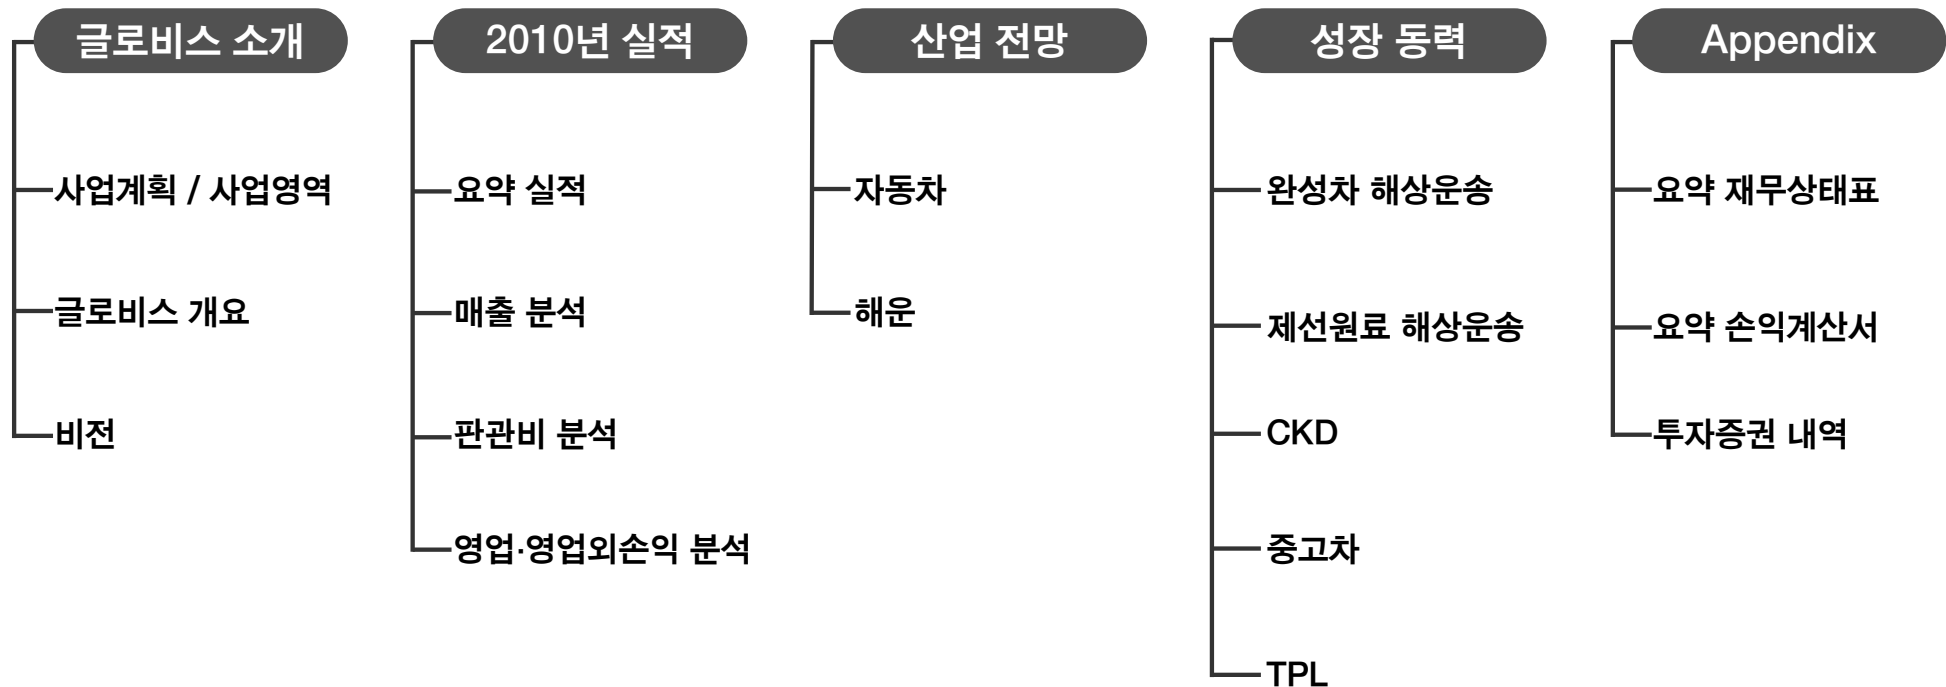 글로비스 소개
사업계획 / 사업영역
글로비스 개요
비전
2010년 실적
요약 실적
매출 분석
판관비 분석
영업·영업외손익 분석
산업 전망
자동차
해운
성장 동력
완성차 해상운송
제선원료 해상운송
CKD
중고차
TPL
Appendix
요약 재무상태표
요약 손익계산서
투자증권 내역